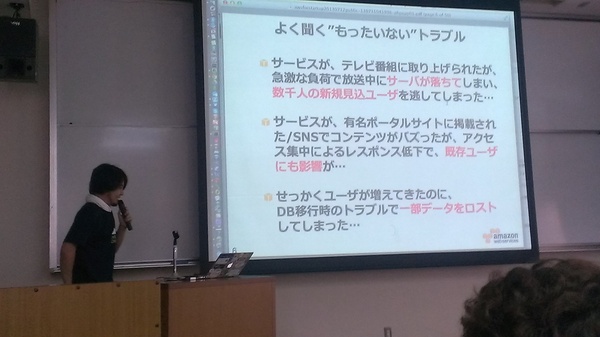 よく聞く"もったいない"トラブル
サービスが、テレビ番組に取り上げられたが、
急激な負荷で放送中にサーバが落ちてしまい、
数千人の新規見込ユーザを逃してしまった…
サービスが、有名ポータルサイトに掲載され
た/SNSでコンテンツがバズったが、アクセ
ス集中によるレスポンス低下で、既存ユーザ
にも影響が…
せっかくユーザが増えてきたのに、
DB移行時のトラブルで一部データをロスト
してしまった…
amazon
web services